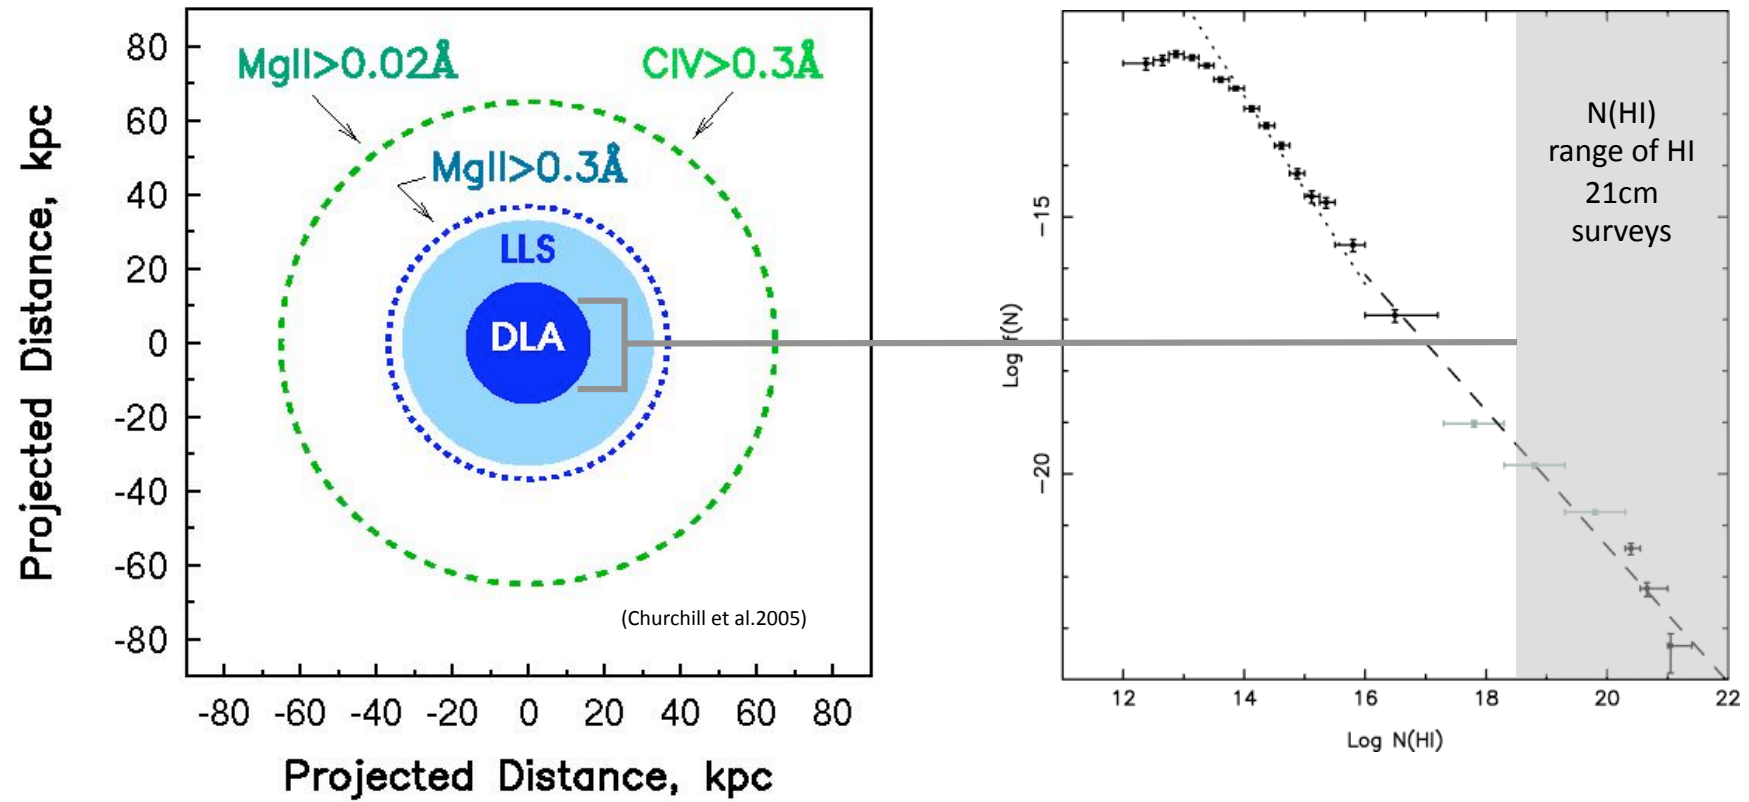 MgII>0.02Å
CIV>0.3Å
MgII>0.3Å
LLS
DLA
(Churchill et al.2005)
80
60
40
20
0
-20
-40
-60
-80
Projected Distance, kpc
-80 -60 -40 -20 0 20 40 60 80
Projected Distance, kpc
N(HI)
range of HI
21cm
surveys
-15
-20
Log f(N)
12 14 16 18 20 22
Log N(HI)